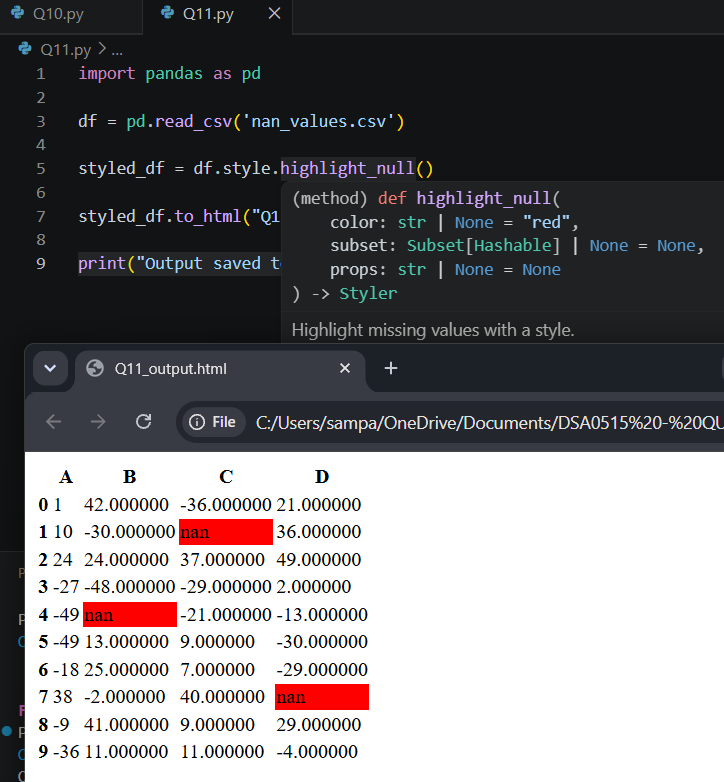 Q10.py Q11.py
Q11.py > ...
1 import pandas as pd
2
3 df = pd.read_csv('nan_values.csv')
4
5 styled_df = df.style.highlight_null()
6
7 styled_df.to_html("Q1
8
9 print("Output saved to
(method) def highlight_null(
color: str | None = "red",
subset: Subset[Hashable] | None = None,
props: str | None = None
) -> Styler
Highlight missing values with a style.
Q11_output.html
File C:/Users/sampa/OneDrive/Documents/DSA0515%20-%20QU
A B C D
0 1 42.000000 -36.000000 21.000000
1 10 -30.000000 nan 36.000000
2 24 24.000000 37.000000 49.000000
3 -27 -48.000000 -29.000000 2.000000
4 -49 nan -21.000000 -13.000000
5 -49 13.000000 9.000000 -30.000000
6 -18 25.000000 7.000000 -29.000000
7 38 -2.000000 40.000000 nan
8 -9 41.000000 9.000000 29.000000
9 -36 11.000000 11.000000 -4.000000